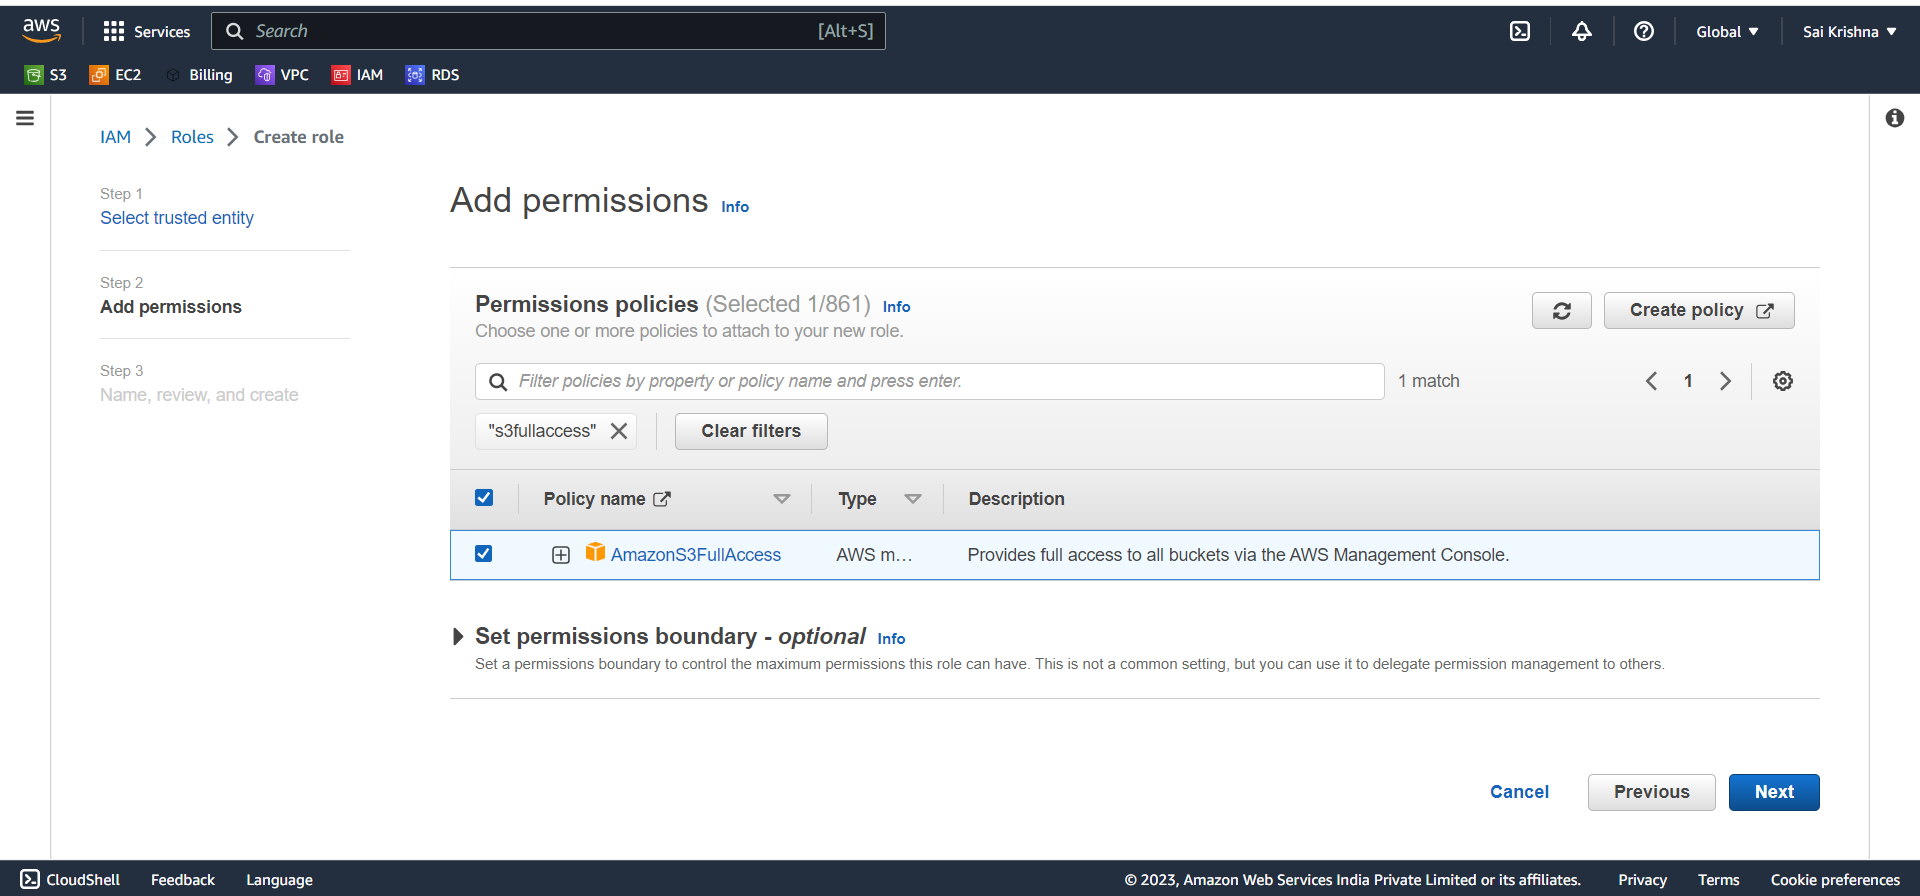 aws
Services
Search
[Alt+S]
Global
Sai Krishna
S3
EC2
Billing
VPC
IAM
RDS
IAM
Roles
Create role
Step 1
Select trusted entity
Step 2
Add permissions
Step 3
Name, review, and create
Add permissions Info
Permissions policies (Selected 1/861) Info
Choose one or more policies to attach to your new role.
Create policy
Filter policies by property or policy name and press enter.
1 match
1
"s3fullaccess"
Clear filters
Policy name
Type
Description
AmazonS3FullAccess
AWS m...
Provides full access to all buckets via the AWS Management Console.
Set permissions boundary - optional Info
Set a permissions boundary to control the maximum permissions this role can have. This is not a common setting, but you can use it to delegate permission management to others.
Cancel
Previous
Next
CloudShell
Feedback
Language
© 2023, Amazon Web Services India Private Limited or its affiliates.
Privacy
Terms
Cookie preferences